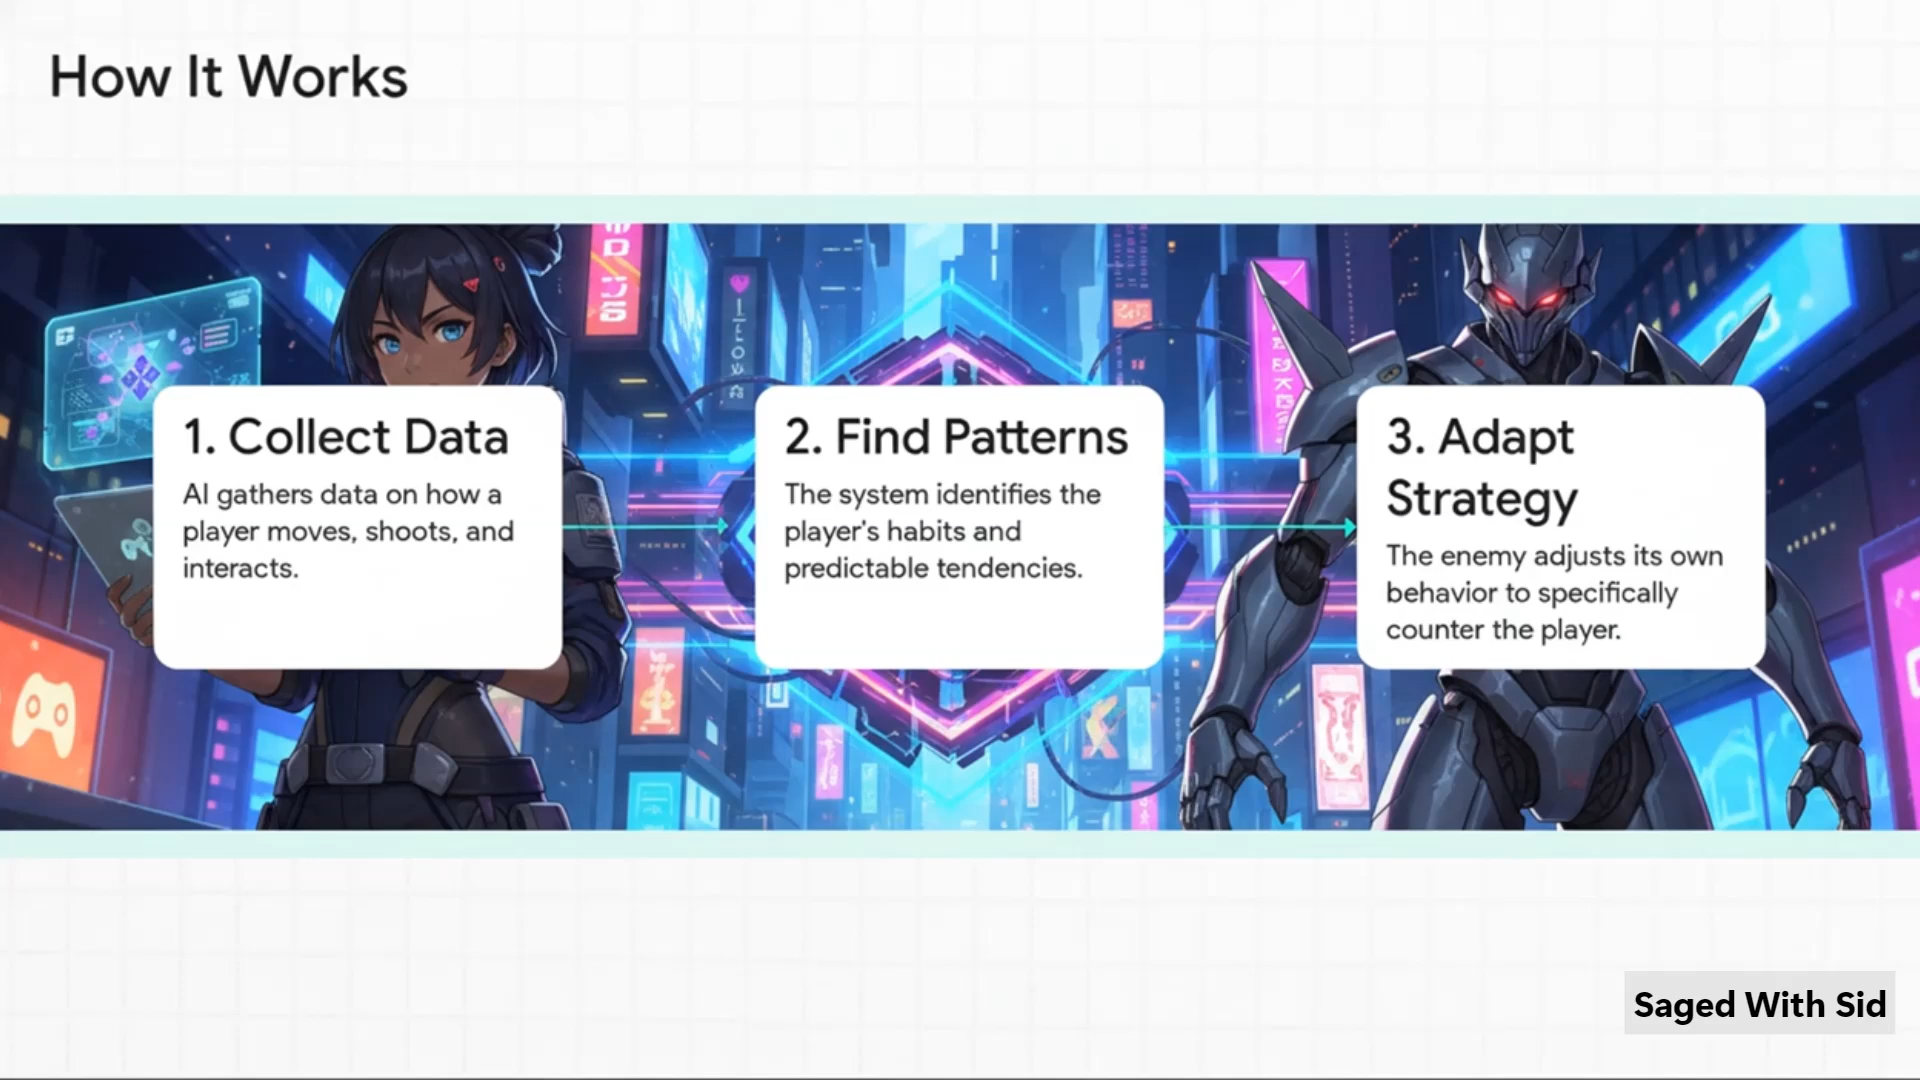 How It Works
1. Collect Data
AI gathers data on how a
player moves, shoots, and
interacts.
2. Find Patterns
The system identifies the
player's habits and
predictable tendencies.
3. Adapt
Strategy
The enemy adjusts its own
behavior to specifically
counter the player.
Saged With Sid